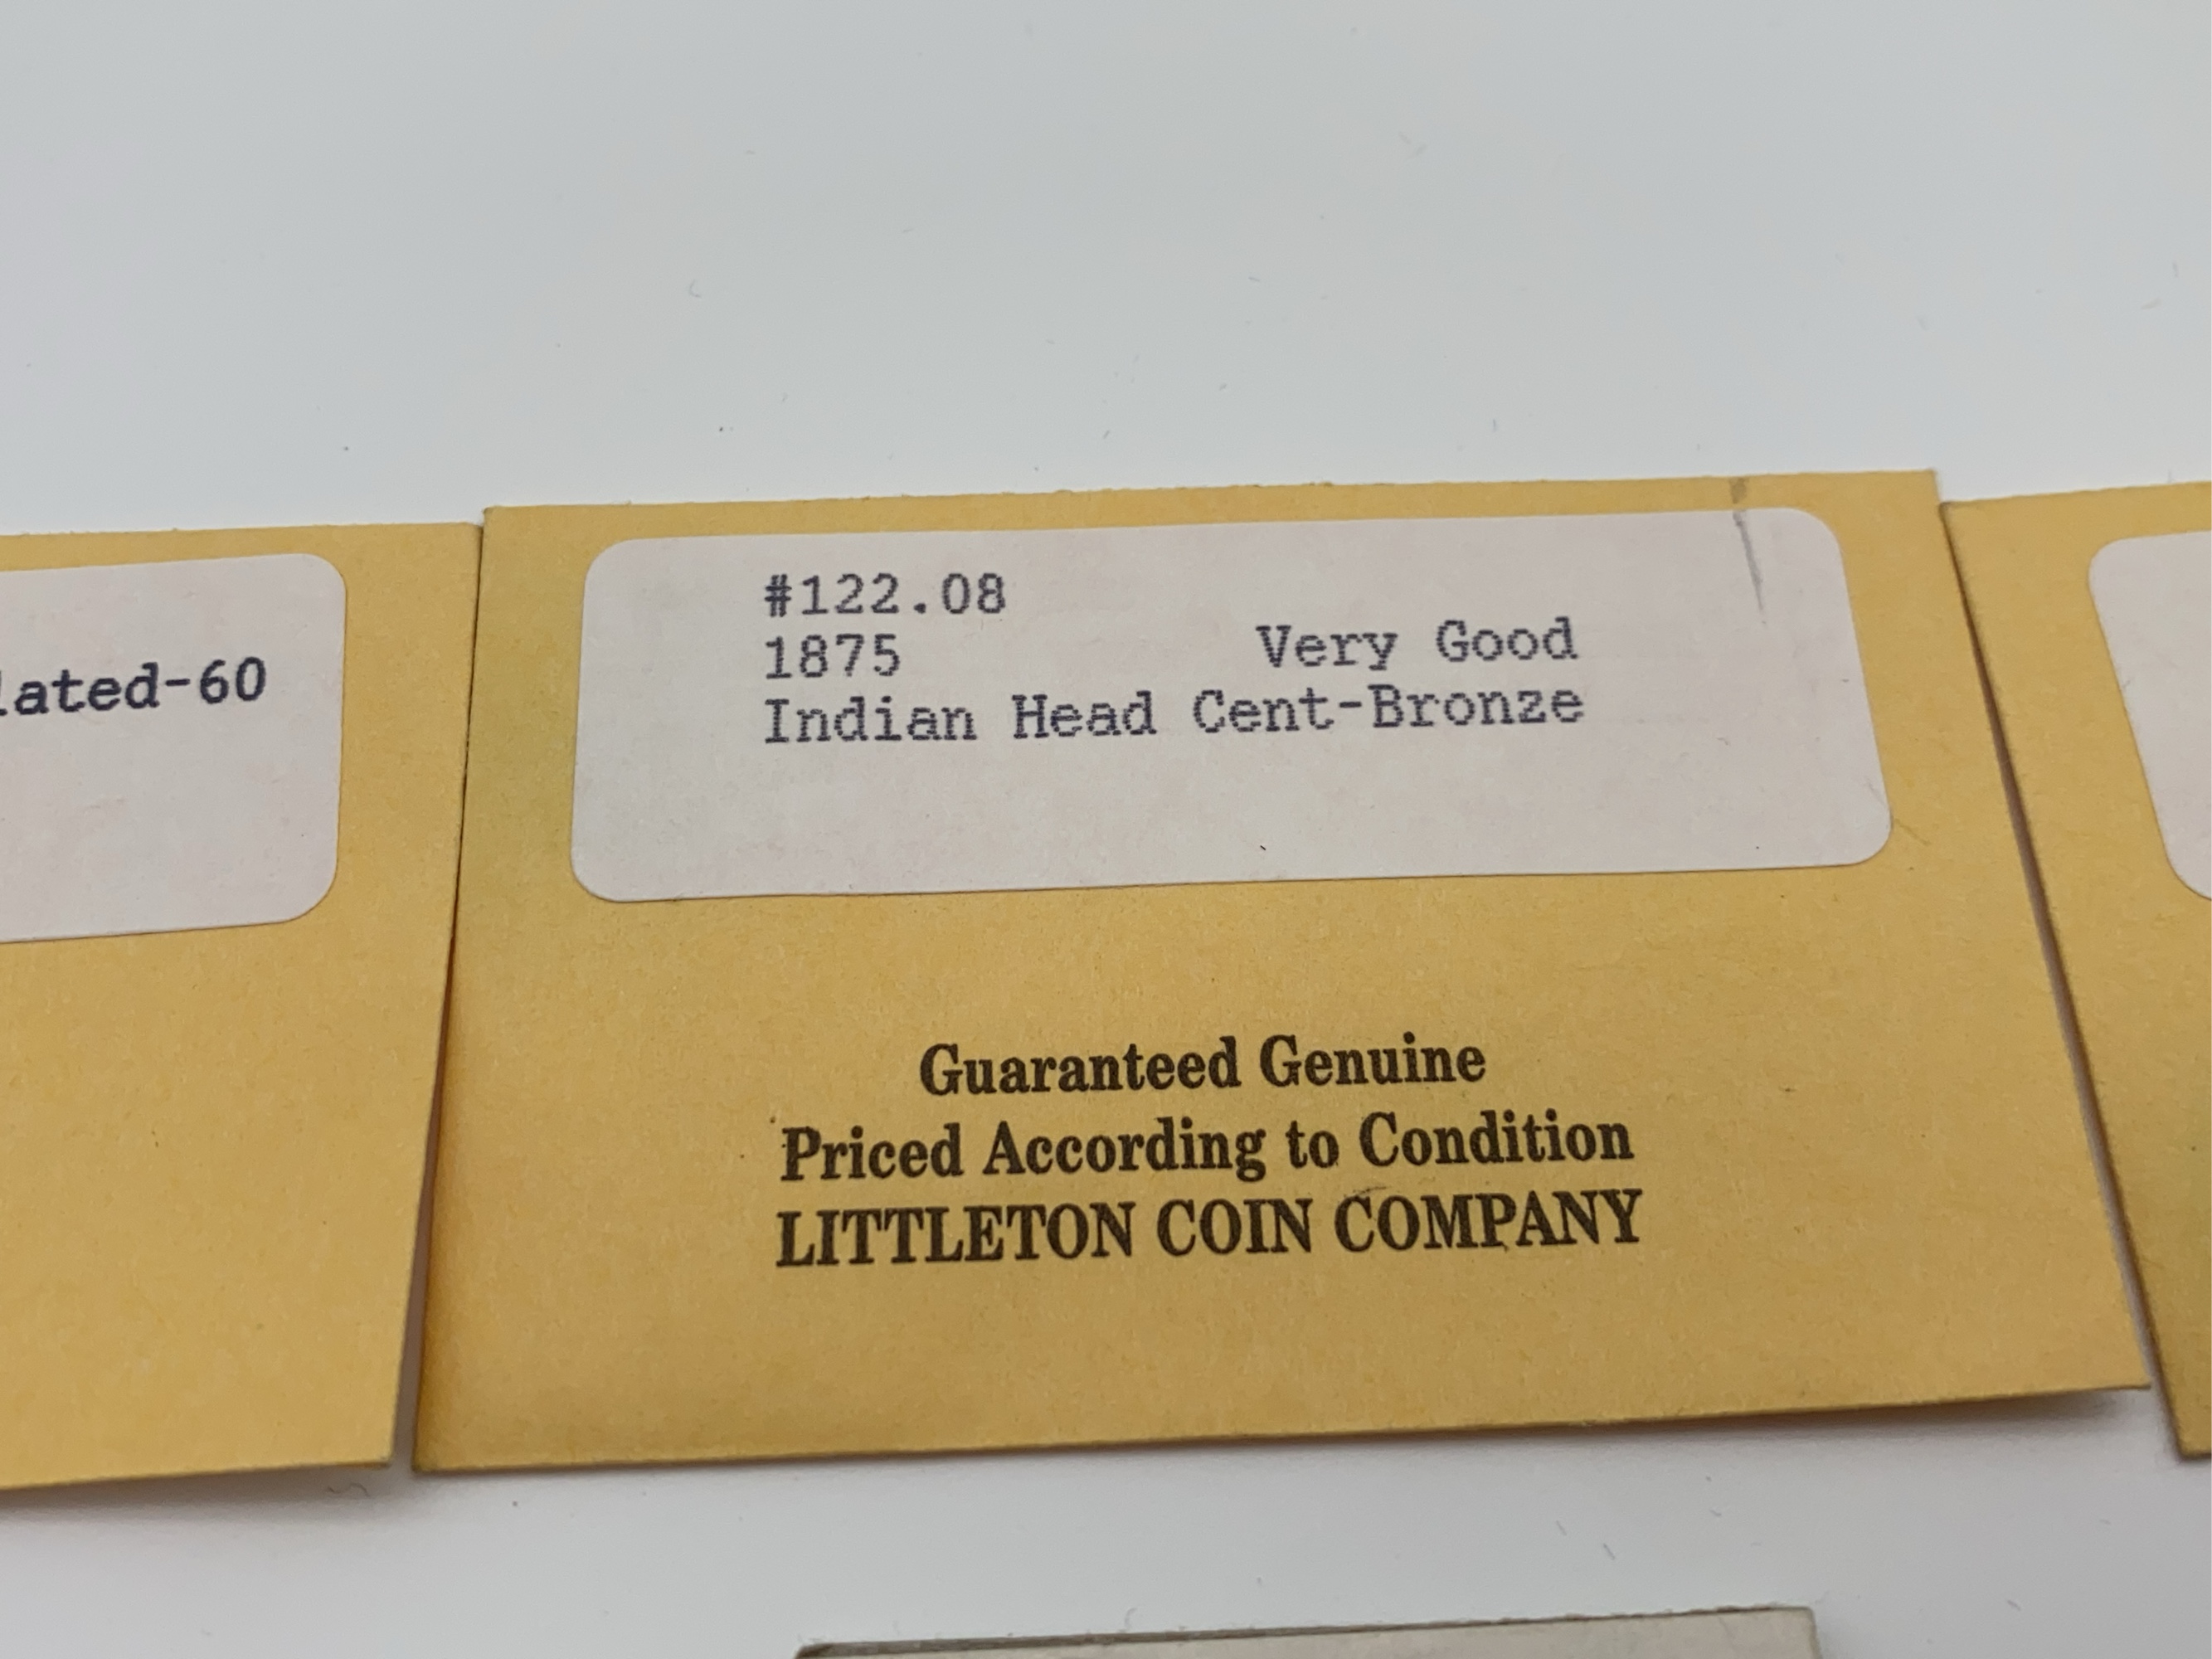 lated-60
#122.08
1875 Very Good
Indian Head Cent-Bronze
Guaranteed Genuine
Priced According to Condition
LITTLETON COIN COMPANY